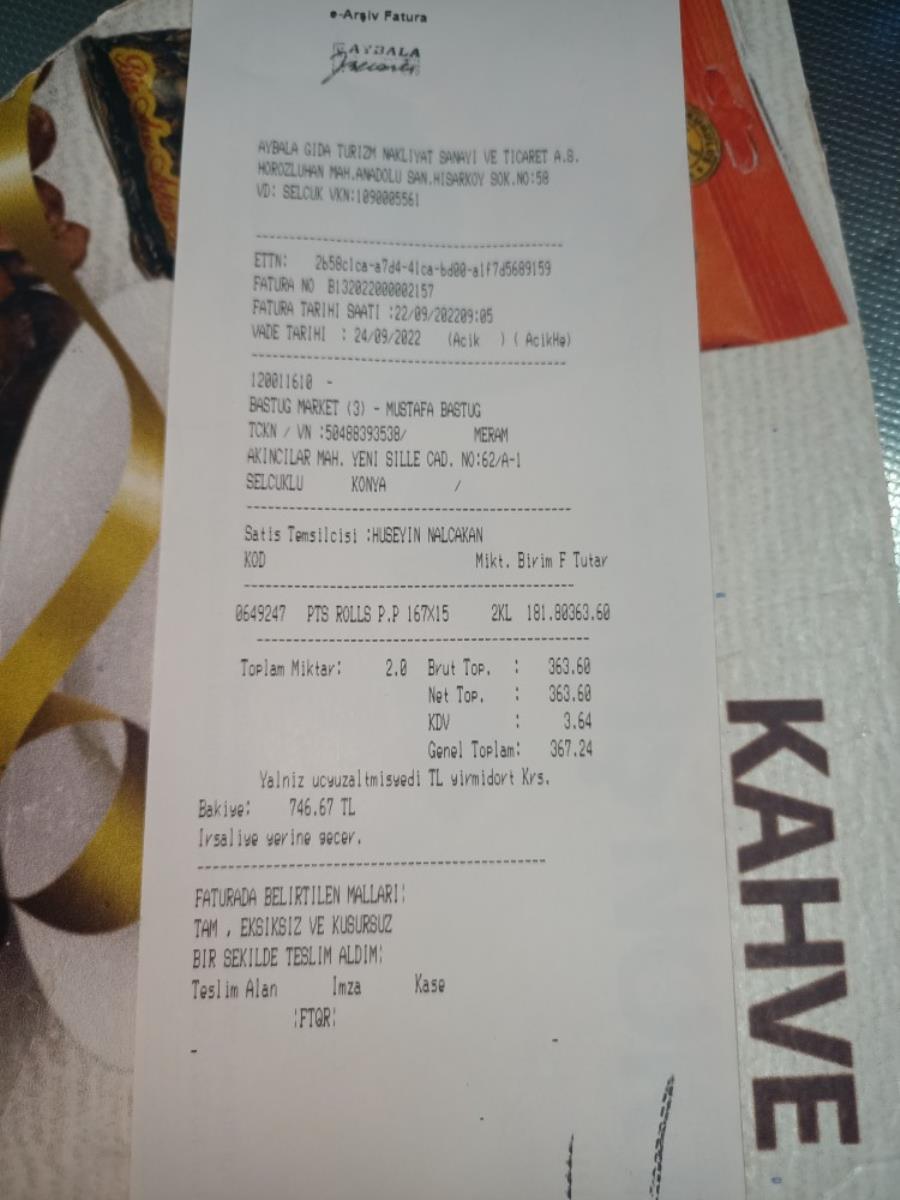 e-Arşiv Fatura
AYBALA
AYBALA GIDA TURIZM NAKLIYAT SANAYI VE TICARET A.S.
HOROZLUHAN MAH.ANADOLU SAN.HISARKOY SOK.NO:58
VD: SELCUK VKN:1090005561
ETTN: 2b58c1ca-a7d4-41ca-bd00-a1f7d5689159
FATURA NO B132022000002157
FATURA TARIHI SAATI :22/09/202209:05
VADE TARIHI : 24/09/2022 (Acik ) ( AcikHe)
120011610 -
BASTUG MARKET (3) - MUSTAFA BASTUG
TCKN / VN :50488393538/ MERAM
AKINCILAR MAH. YENI SILLE CAD. NO:62/A-1
SELCUKLU KONYA /
Satis Temsilcisi :HUSEYIN NALCAKAN
KOD Mikt. Birim F Tutar
0649247 PTS ROLLS P.P 167X15 2KL 181.80363.60
Toplam Miktar: 2.0 Brut Top. : 363.60
Net Top. : 363.60
KDV : 3.64
Genel Toplam: 367.24
Yalniz ucyuzaltmisyedi TL yirmidort Krs.
Bakiye: 746.67 TL
Irsaliye yerine gecer.
FATURADA BELIRTILEN MALLARI¦
TAM , EKSIKSIZ VE KUSURSUZ
BIR SEKILDE TESLIM ALDIM¦
Teslim Alan Imza Kase
¦FTQR¦
KAHVE